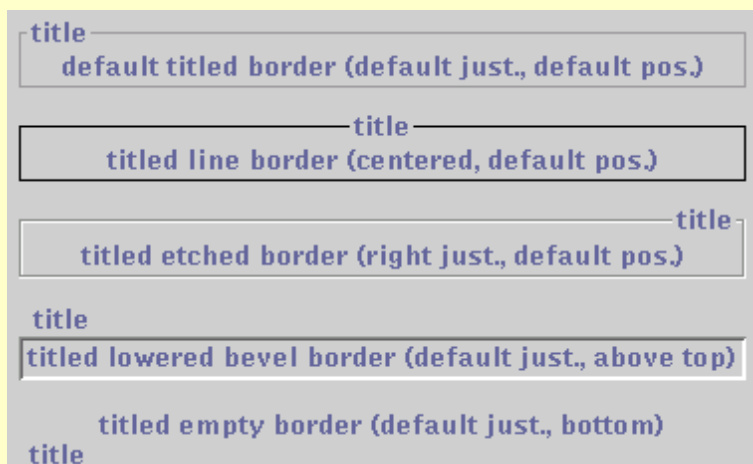 title
default titled border (default just., default pos.)
title
titled line border (centered, default pos.)
title
titled etched border (right just., default pos.)
title
titled lowered bevel border (default just., above top)
titled empty border (default just., bottom)
title